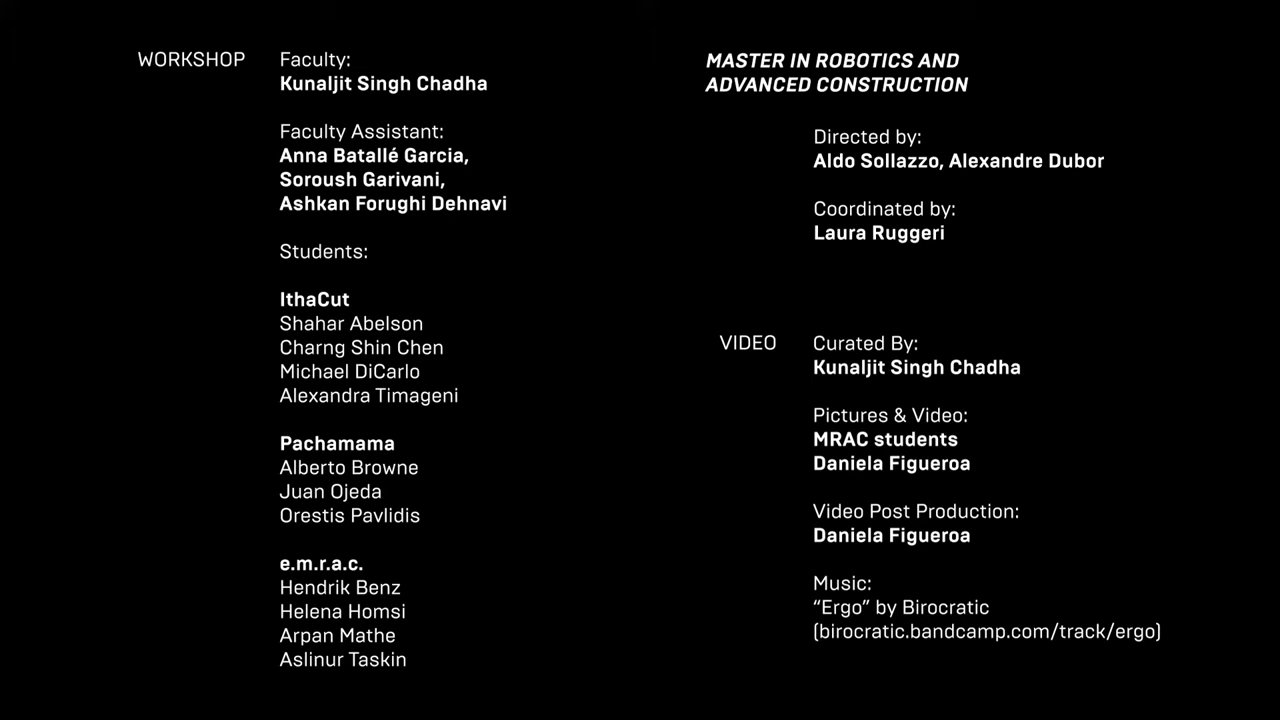 WORKSHOP
Faculty:
Kunaljit Singh Chadha
Faculty Assistant:
Anna Batallé Garcia,
Soroush Garivani,
Ashkan Forughi Dehnavi
Students:
IthaCut
Shahar Abelson
Charng Shin Chen
Michael DiCarlo
Alexandra Timageni
Pachamama
Alberto Browne
Juan Ojeda
Orestis Pavlidis
e.m.r.a.c.
Hendrik Benz
Helena Homsi
Arpan Mathe
Aslinur Taskin
MASTER IN ROBOTICS AND
ADVANCED CONSTRUCTION
Directed by:
Aldo Sollazzo, Alexandre Dubor
Coordinated by:
Laura Ruggeri
VIDEO
Curated By:
Kunaljit Singh Chadha
Pictures & Video:
MRAC students
Daniela Figueroa
Video Post Production:
Daniela Figueroa
Music:
“Ergo” by Birocratic
(birocratic.bandcamp.com/track/ergo)